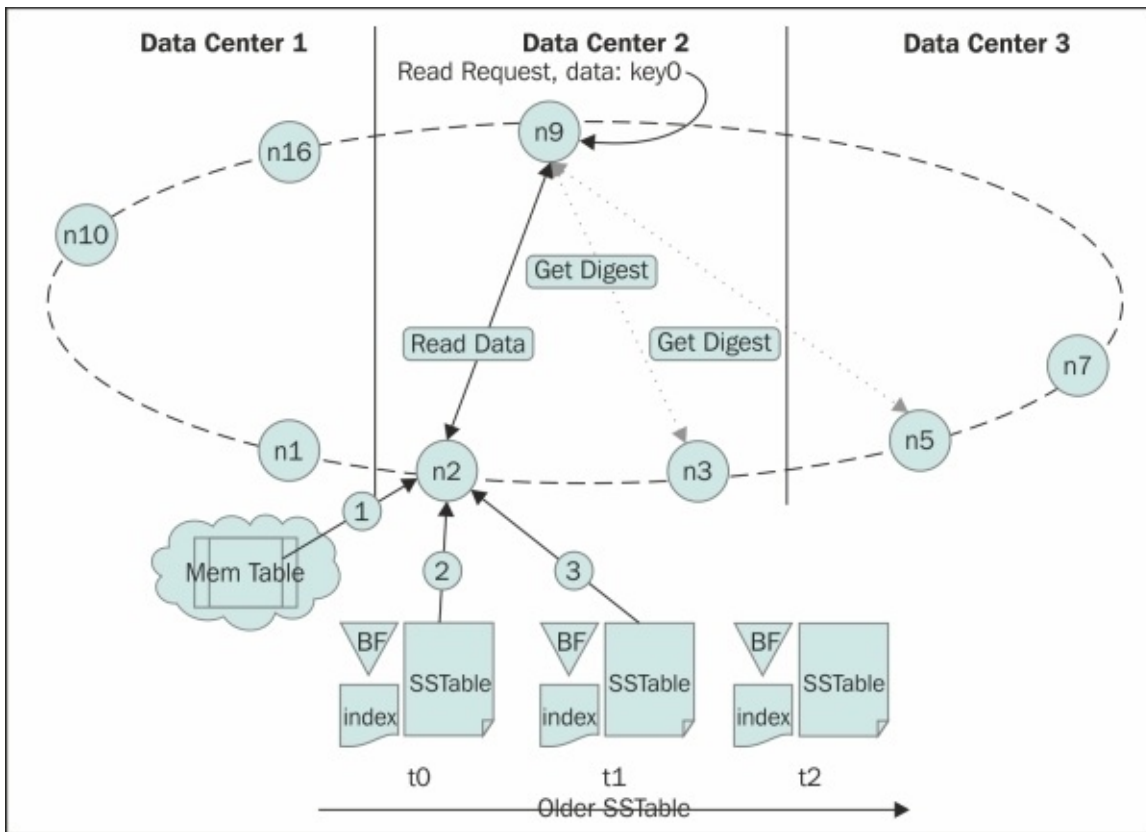 Data Center 1
Data Center 2
Data Center 3
Read Request, data: key0
n9
n16
n10
Get Digest
Read Data
Get Digest
n7
n5
n1
n2
n3
1
Mem Table
2
3
BF
SSTable
index
BF
SSTable
index
BF
SSTable
index
t0
t1
t2
Older SSTable